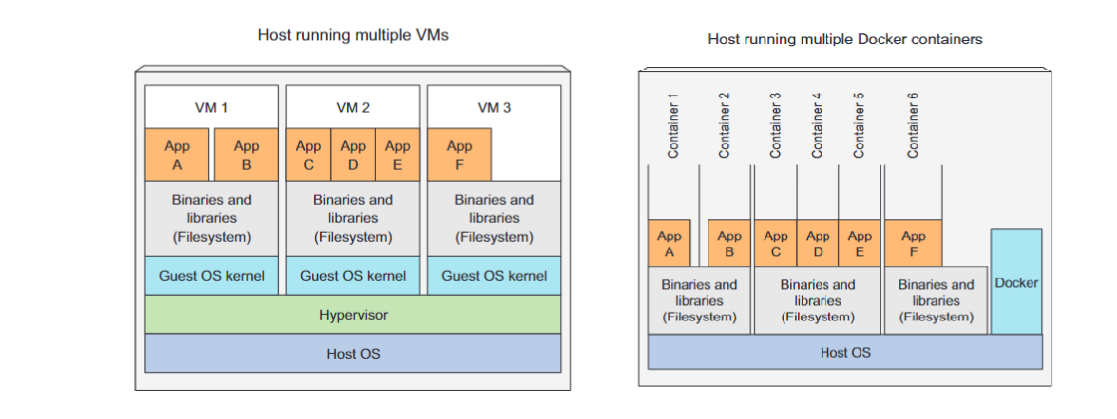 Host running multiple VMs
VM 1
VM 2
VM 3
App
A
App
B
App
C
App
D
App
E
App
F
Binaries and
libraries
(Filesystem)
Binaries and
libraries
(Filesystem)
Binaries and
libraries
(Filesystem)
Guest OS kernel
Guest OS kernel
Guest OS kernel
Hypervisor
Host OS
Host running multiple Docker containers
Container 1
Container 2
Container 3
Container 4
Container 5
Container 6
App
A
App
B
App
C
App
D
App
E
App
F
Binaries and
libraries
(Filesystem)
Binaries and
libraries
(Filesystem)
Binaries and
libraries
(Filesystem)
Docker
Host OS